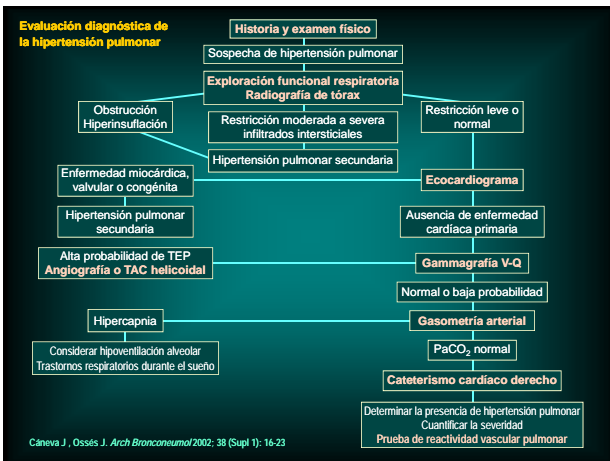 Evaluación diagnóstica de
la hipertensión pulmonar
Historia y examen físico
Sospecha de hipertensión pulmonar
Exploración funcional respiratoria
Radiografía de tórax
Obstrucción
Hiperinsuflación
Restricción moderada a severa
infiltrados intersticiales
Restricción leve o
normal
Hipertensión pulmonar secundaria
Enfermedad miocárdica,
valvular o congénita
Ecocardiograma
Hipertensión pulmonar
secundaria
Ausencia de enfermedad
cardíaca primaria
Alta probabilidad de TEP
Angiografía o TAC helicoidal
Gammagrafía V-Q
Normal o baja probabilidad
Hipercapnia
Gasometría arterial
Considerar hipoventilación alveolar
Trastornos respiratorios durante el sueño
PaCO₂ normal
Cateterismo cardíaco derecho
Determinar la presencia de hipertensión pulmonar
Cuantificar la severidad
Prueba de reactividad vascular pulmonar
Cáneva J , Ossés J. Arch Bronconeumol 2002; 38 (Supl 1): 16-23